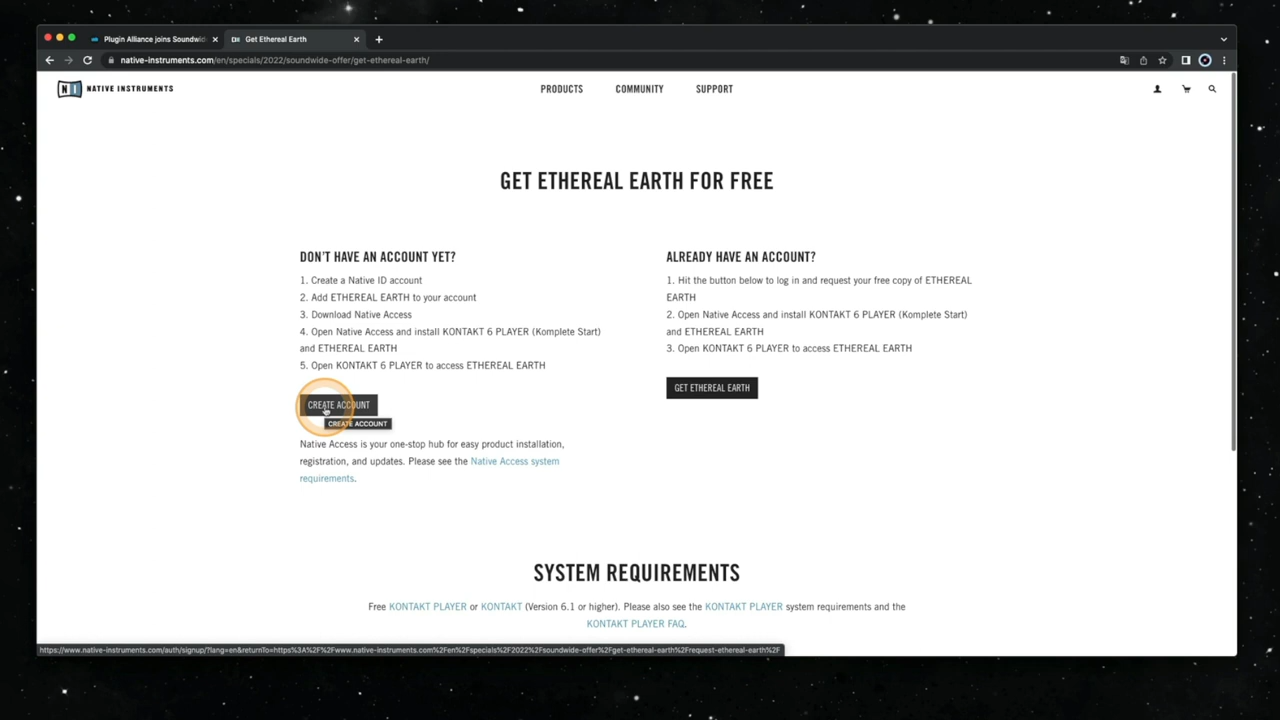 Plugin Alliance joins Soundwid
Get Ethereal Earth
native-instruments.com/en/specials/2022/soundwide-offer/get-ethereal-earth/
NI NATIVE INSTRUMENTS
PRODUCTS
COMMUNITY
SUPPORT
GET ETHEREAL EARTH FOR FREE
DON'T HAVE AN ACCOUNT YET?
1. Create a Native ID account
2. Add ETHEREAL EARTH to your account
3. Download Native Access
4. Open Native Access and install KONTAKT 6 PLAYER (Komplete Start)
and ETHEREAL EARTH
5. Open KONTAKT 6 PLAYER to access ETHEREAL EARTH
CREATE ACCOUNT
CREATE ACCOUNT
Native Access is your one-stop hub for easy product installation,
registration, and updates. Please see the Native Access system
requirements.
ALREADY HAVE AN ACCOUNT?
1. Hit the button below to log in and request your free copy of ETHEREAL
EARTH
2. Open Native Access and install KONTAKT 6 PLAYER (Komplete Start)
and ETHEREAL EARTH
3. Open KONTAKT 6 PLAYER to access ETHEREAL EARTH
GET ETHEREAL EARTH
SYSTEM REQUIREMENTS
Free KONTAKT PLAYER or KONTAKT (Version 6.1 or higher). Please also see the KONTAKT PLAYER system requirements and the
KONTAKT PLAYER FAQ.
https://www.native-instruments.com/auth/signup/?lang=en&returnTo=https%3A%2F%2Fwww.native-instruments.com%2Fen%2Fspecials%2F2022%2Fsoundwide-offer%2Fget-ethereal-earth%2Frequest-ethereal-earth%2F